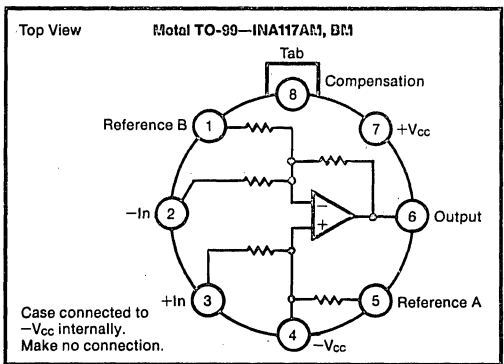 Top View
Metal TO-99—INA117AM, BM
Tab
8
Compensation
Reference B
1
7
+Vcc
−In
2
−
+
6
Output
+In
3
5
Reference A
4
−Vcc
Case connected to
−Vcc internally.
Make no connection.